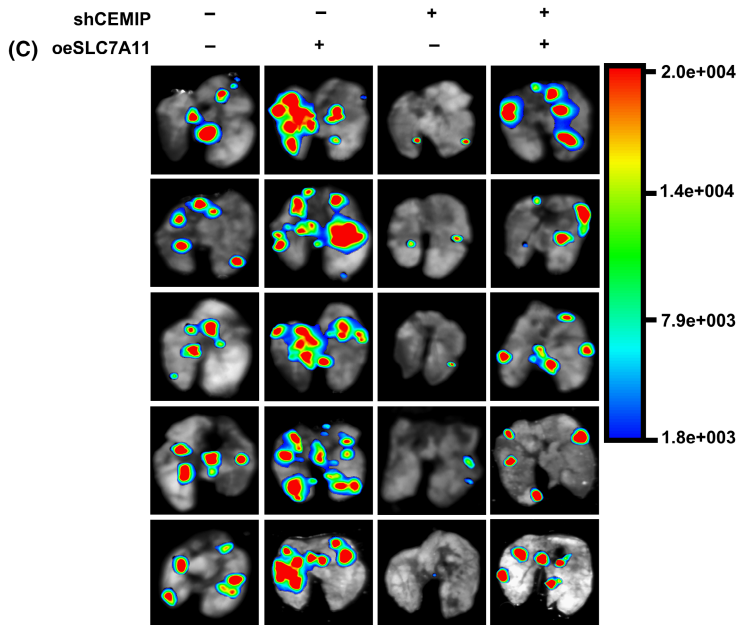 shCEMIP – – + +
(C) oeSLC7A11 – + – +
2.0e+004
1.4e+004
7.9e+003
1.8e+003